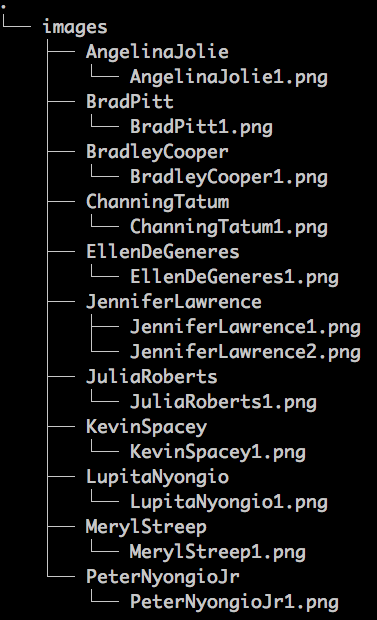 .
└── images
    ├── AngelinaJolie
    │   └── AngelinaJolie1.png
    ├── BradPitt
    │   └── BradPitt1.png
    ├── BradleyCooper
    │   └── BradleyCooper1.png
    ├── ChanningTatum
    │   └── ChanningTatum1.png
    ├── EllenDeGeneres
    │   └── EllenDeGeneres1.png
    ├── JenniferLawrence
    │   ├── JenniferLawrence1.png
    │   └── JenniferLawrence2.png
    ├── JuliaRoberts
    │   └── JuliaRoberts1.png
    ├── KevinSpacey
    │   └── KevinSpacey1.png
    ├── LupitaNyongio
    │   └── LupitaNyongio1.png
    ├── MerylStreep
    │   └── MerylStreep1.png
    └── PeterNyongioJr
        └── PeterNyongioJr1.png